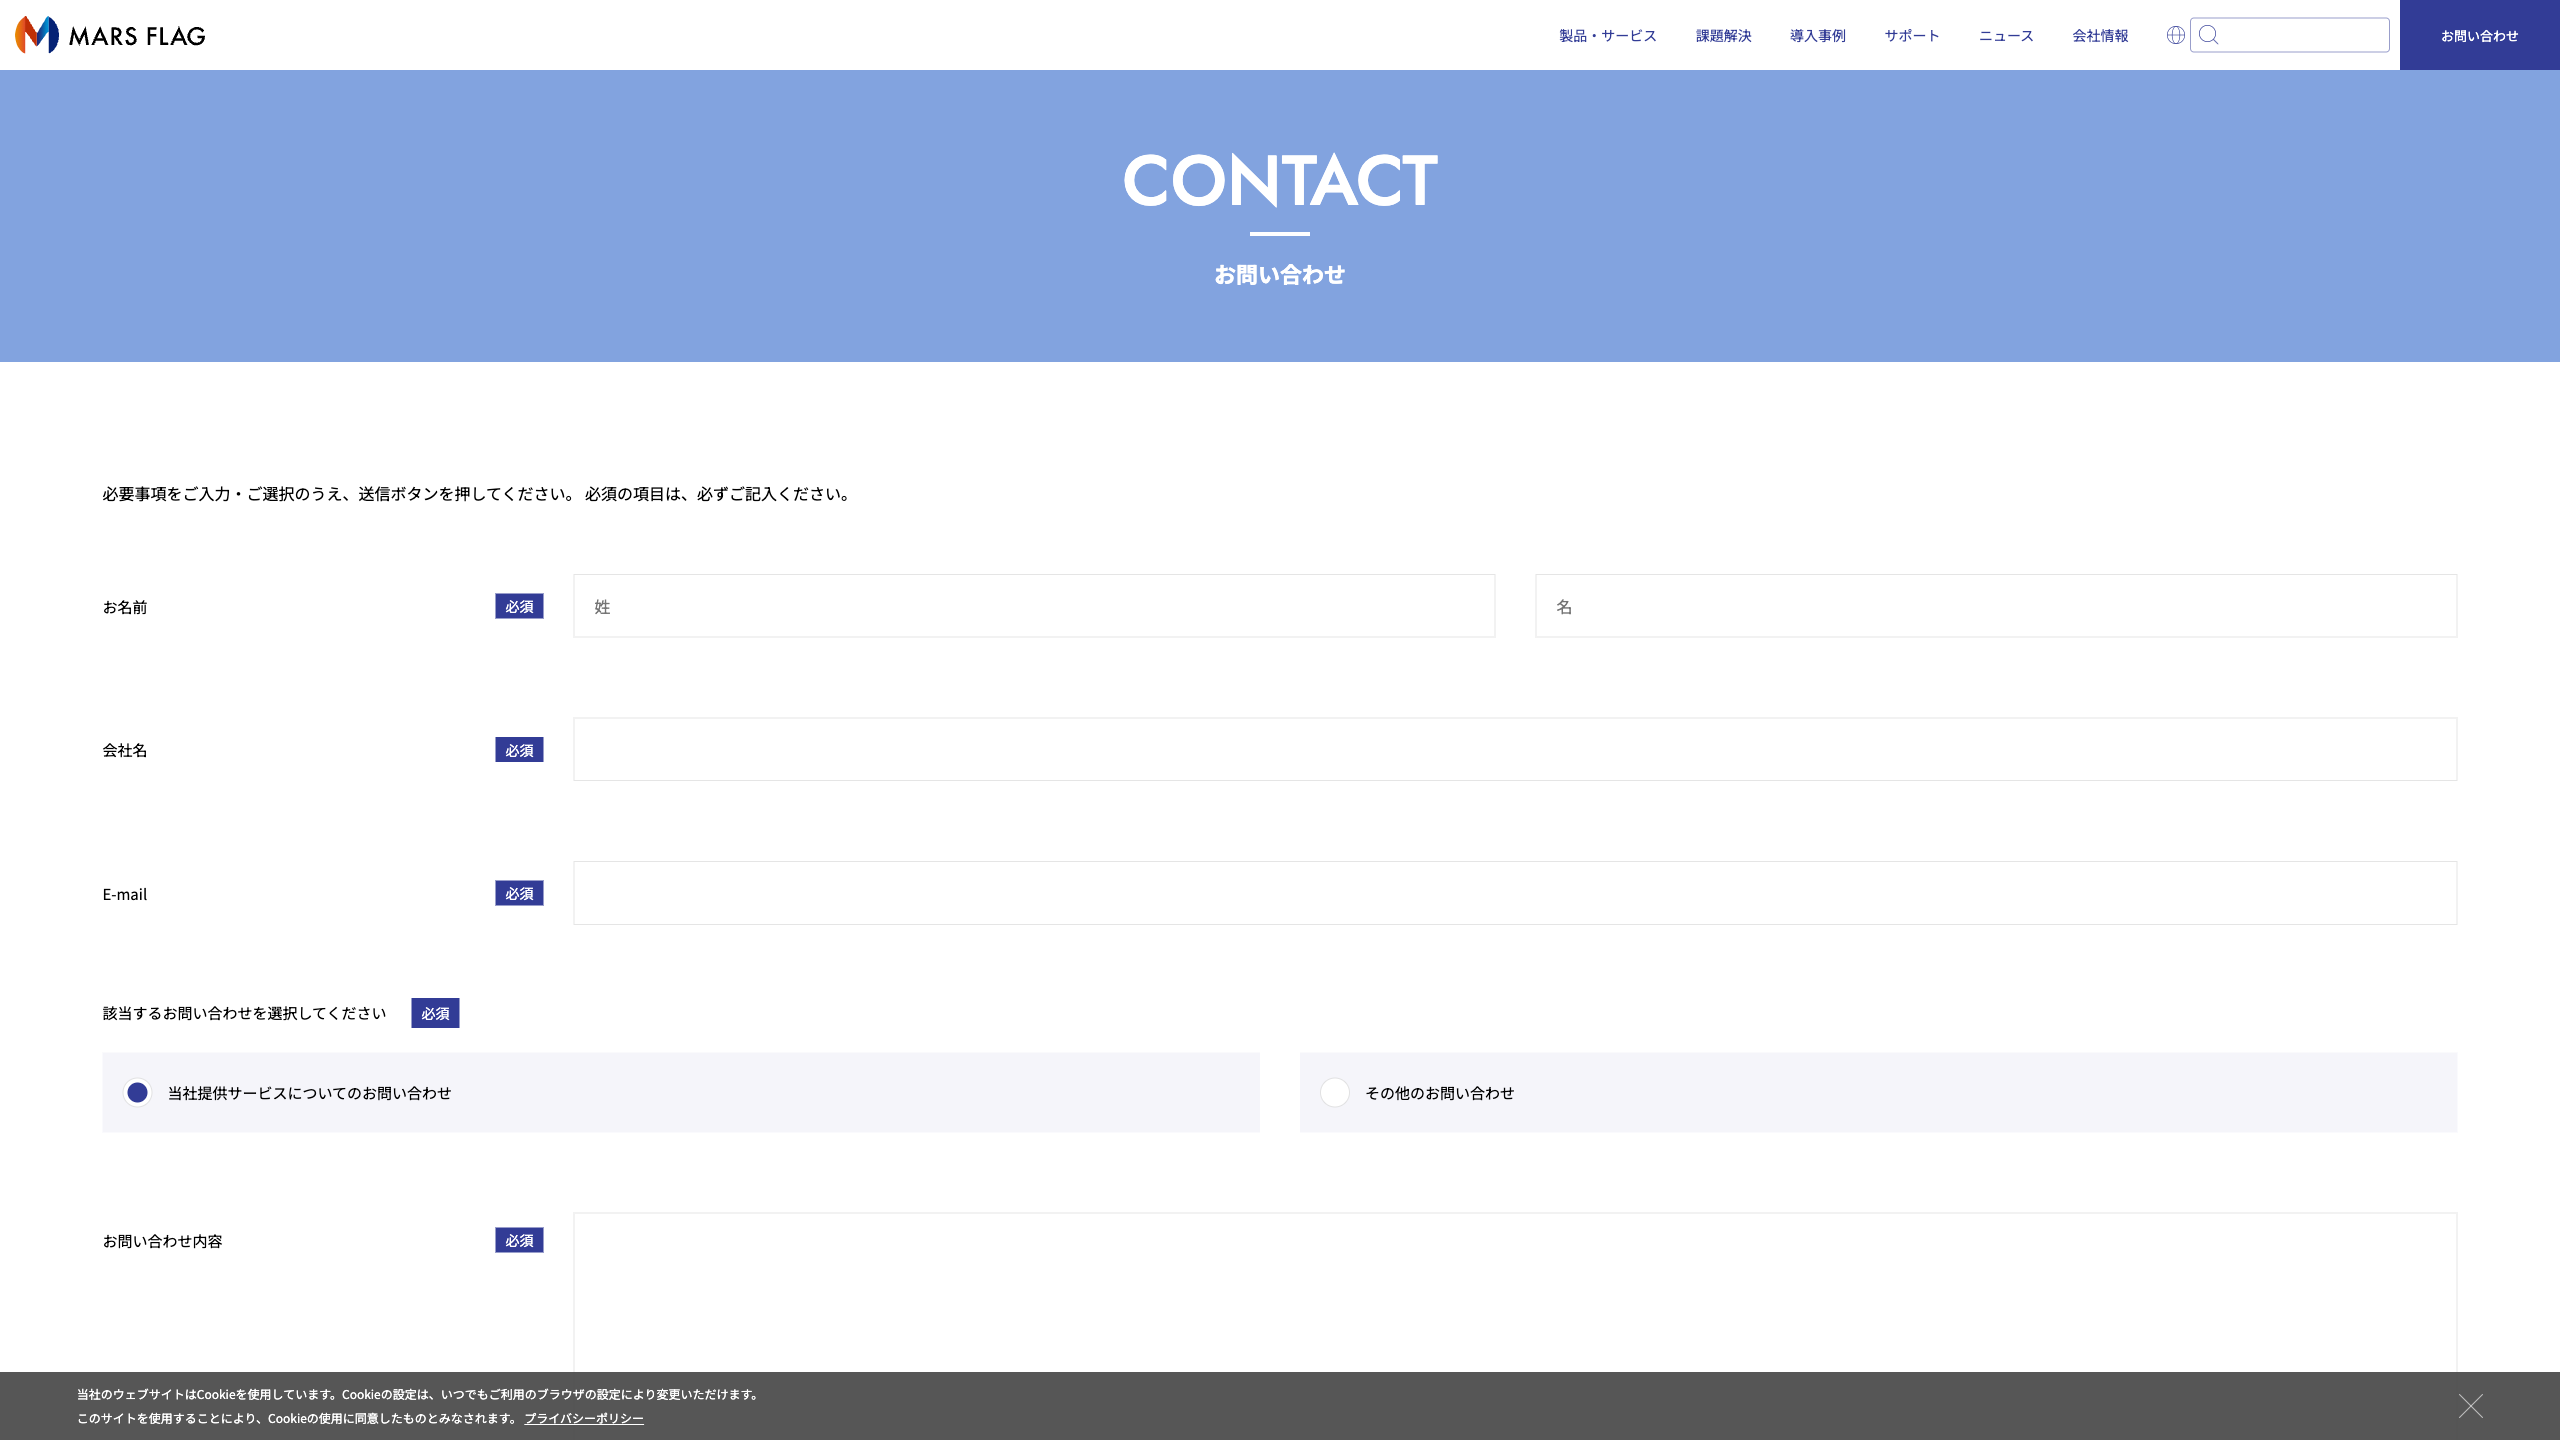 MARS FLAG
製品・サービス 課題解決 導入事例 サポート ニュース 会社情報 お問い合わせ
CONTACT
お問い合わせ
必要事項をご入力・ご選択のうえ、送信ボタンを押してください。 必須の項目は、必ずご記入ください。
お名前 必須 姓 名
会社名 必須
E-mail 必須
該当するお問い合わせを選択してください 必須
当社提供サービスについてのお問い合わせ その他のお問い合わせ
お問い合わせ内容 必須
当社のウェブサイトはCookieを使用しています。Cookieの設定は、いつでもご利用のブラウザの設定により変更いただけます。
このサイトを使用することにより、Cookieの使用に同意したものとみなされます。 プライバシーポリシー